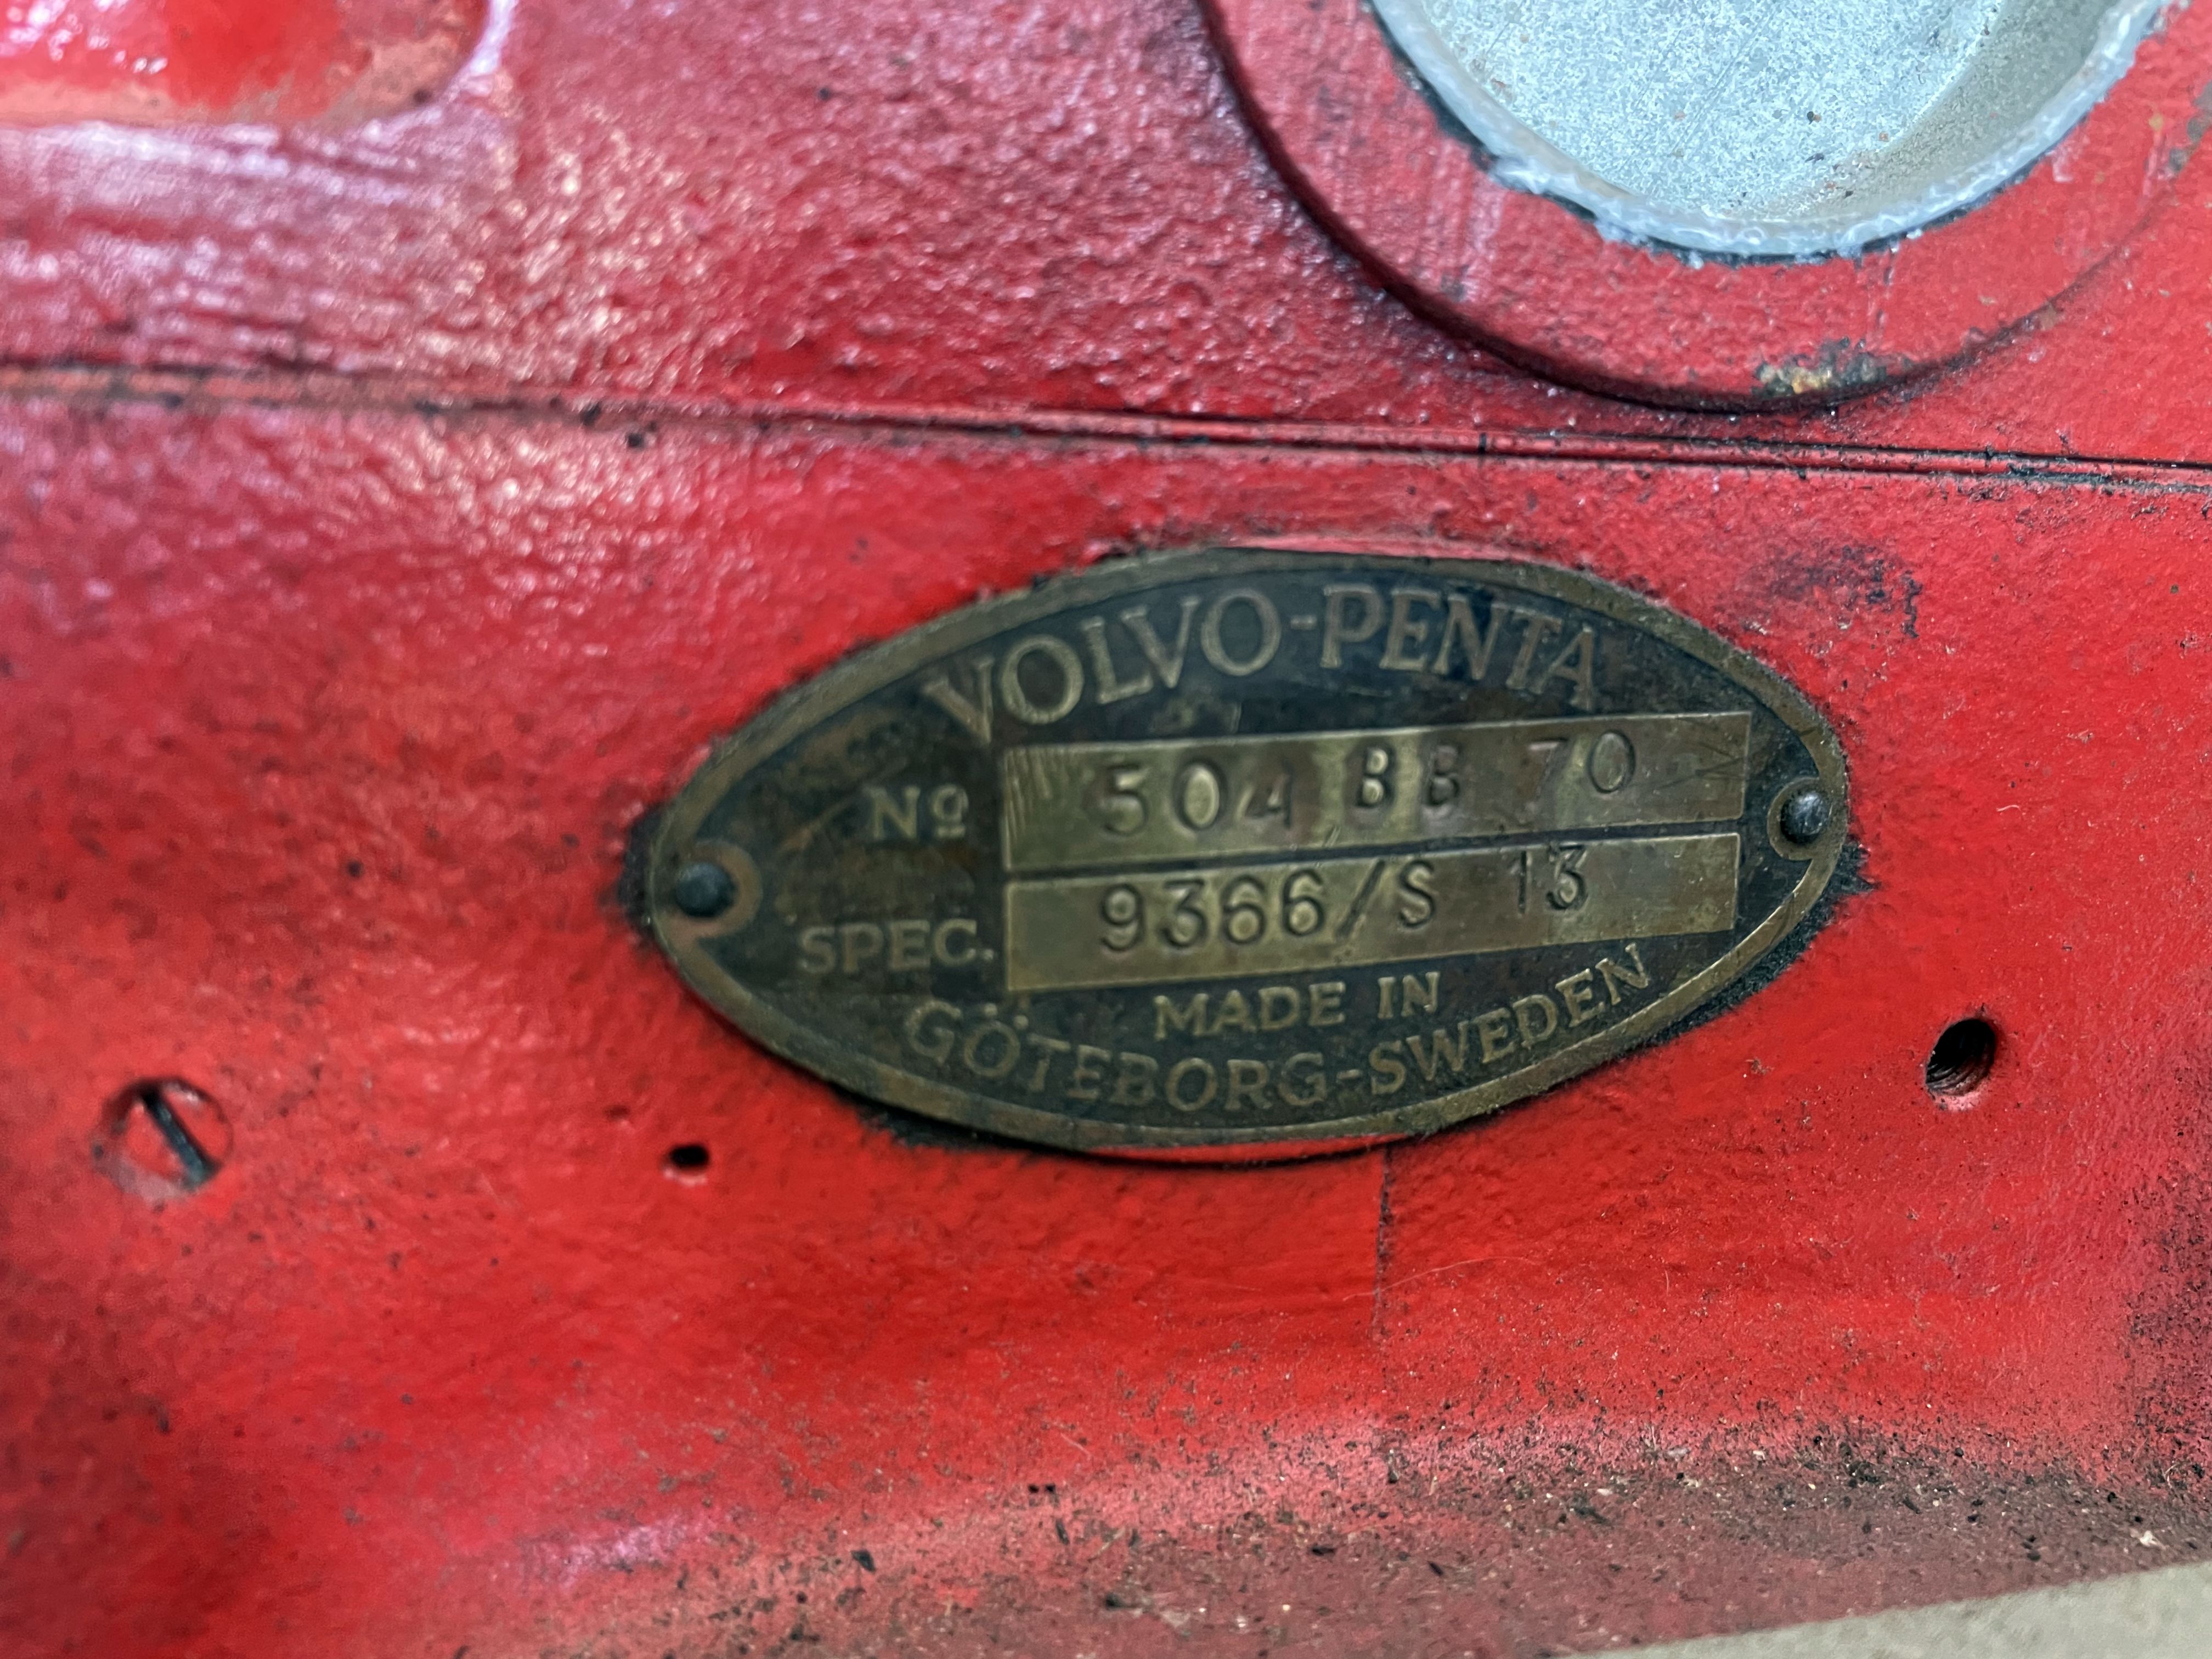 VOLVO-PENTA
Nº 504 BB 70
SPEC. 9366/S 13
MADE IN
GÖTEBORG-SWEDEN